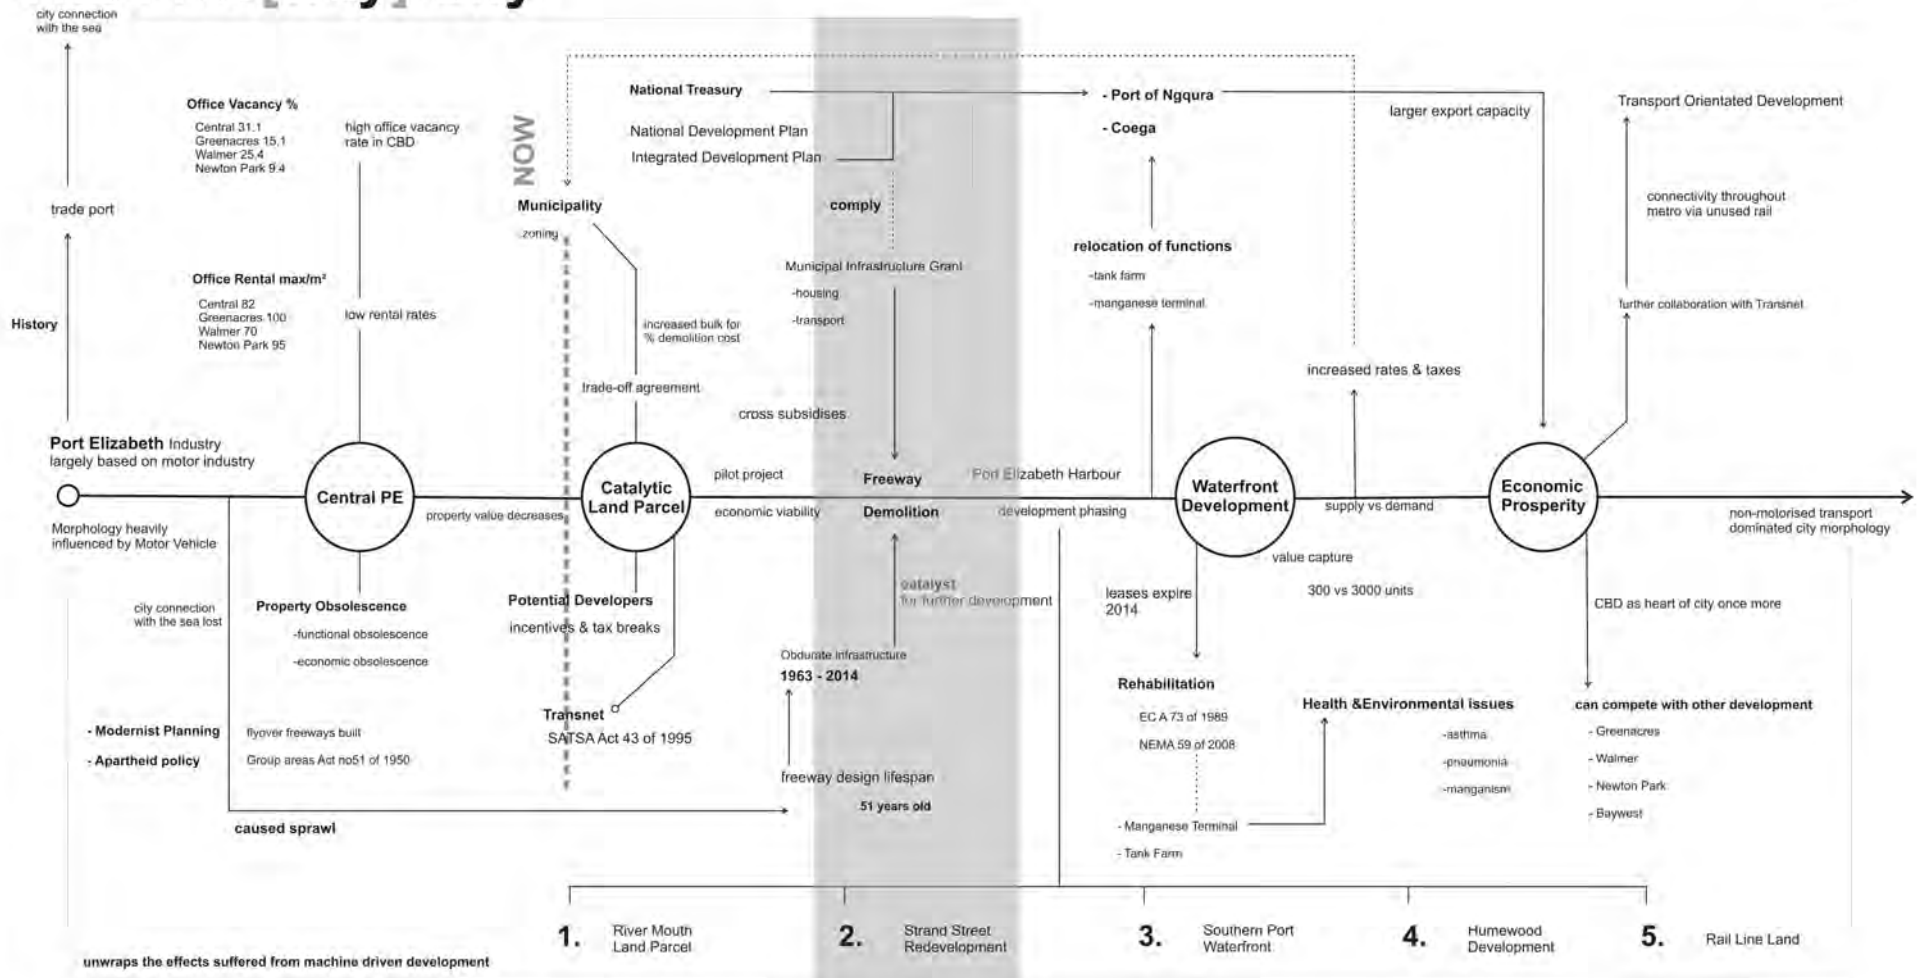 city connection
with the sea
trade port
History
Office Vacancy %
Central 31.1
Greenacres 15.1
Walmer 25.4
Newton Park 9.4
high office vacancy
rate in CBD
Office Rental max/m²
Central 82
Greenacres 100
Walmer 70
Newton Park 95
low rental rates
NOW
Municipality
zoning
increased bulk for
% demolition cost
trade-off agreement
National Treasury
National Development Plan
Integrated Development Plan
comply
Municipal Infrastructure Grant
-housing
-transport
cross subsidises
- Port of Ngqura
- Coega
relocation of functions
-tank farm
-manganese terminal
larger export capacity
increased rates & taxes
Transport Orientated Development
connectivity throughout
metro via unused rail
further collaboration with Transnet
Port Elizabeth Industry
largely based on motor industry
Morphology heavily
influenced by Motor Vehicle
Central PE
property value decreases
Catalytic
Land Parcel
pilot project
economic viability
Freeway
Demolition
Port Elizabeth Harbour
development phasing
Waterfront
Development
supply vs demand
Economic
Prosperity
non-motorised transport
dominated city morphology
city connection
with the sea lost
Property Obsolescence
-functional obsolescence
-economic obsolescence
Potential Developers
incentives & tax breaks
Transnet
SATSA Act 43 of 1995
- Modernist Planning
flyover freeways built
- Apartheid policy
Group areas Act no51 of 1950
caused sprawl
catalyst
for further development
Obdurate Infrastructure
1963 - 2014
freeway design lifespan
51 years old
leases expire
2014
value capture
300 vs 3000 units
Rehabilitation
EC A 73 of 1989
NEMA 59 of 2008
- Manganese Terminal
- Tank Farm
Health &Environmental issues
-asthma
-pneumonia
-manganism
CBD as heart of city once more
can compete with other development
- Greenacres
- Walmer
- Newton Park
- Baywest
1. River Mouth
Land Parcel
2. Strand Street
Redevelopment
3. Southern Port
Waterfront
4. Humewood
Development
5. Rail Line Land
unwraps the effects suffered from machine driven development